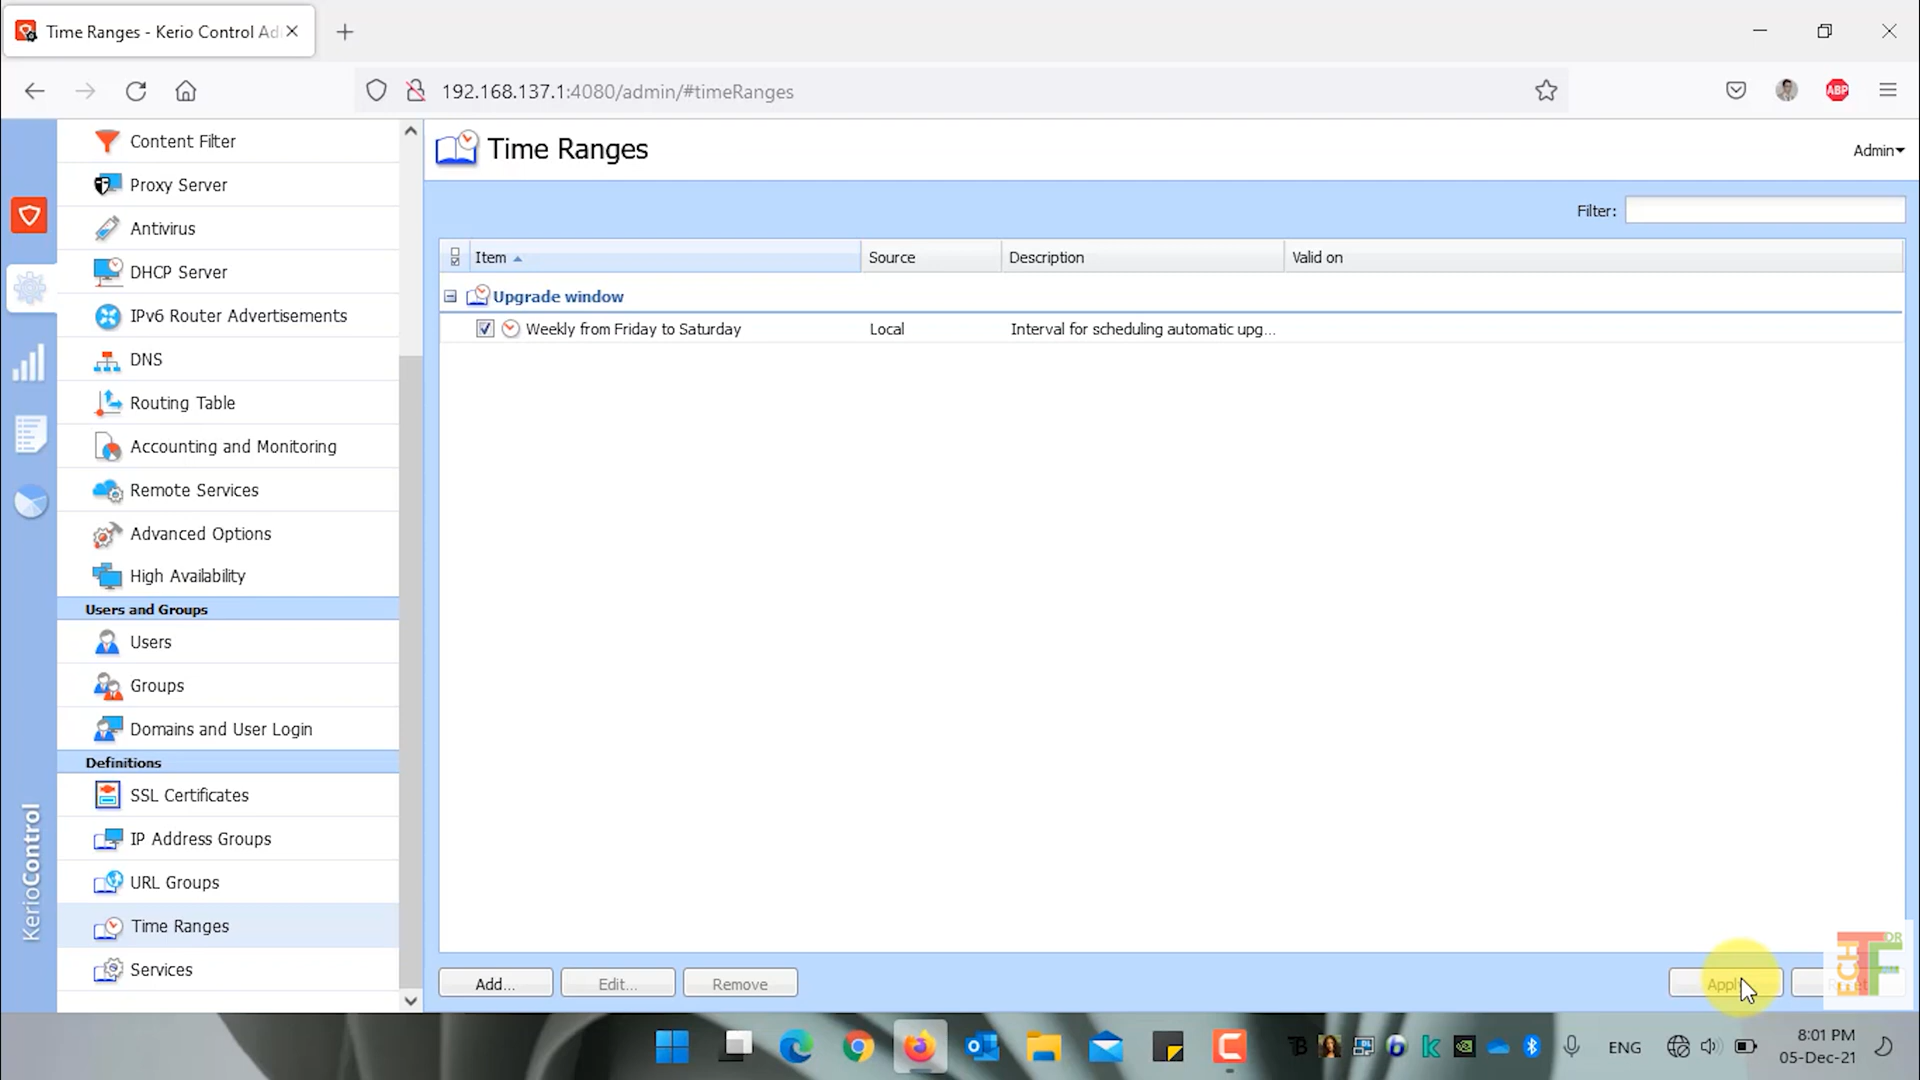 Time Ranges - Kerio Control Ad
192.168.137.1:4080/admin/#timeRanges
ABP
Content Filter
Proxy Server
Antivirus
DHCP Server
IPv6 Router Advertisements
DNS
Routing Table
Accounting and Monitoring
Remote Services
Advanced Options
High Availability
Users and Groups
Users
Groups
Domains and User Login
Definitions
SSL Certificates
IP Address Groups
URL Groups
Time Ranges
Services
KerioControl
Time Ranges
Admin
Filter:
Item Source Description Valid on
Upgrade window
Weekly from Friday to Saturday Local Interval for scheduling automatic upg...
Add... Edit... Remove
Apply
TECH
DR
ENG
8:01 PM
05-Dec-21